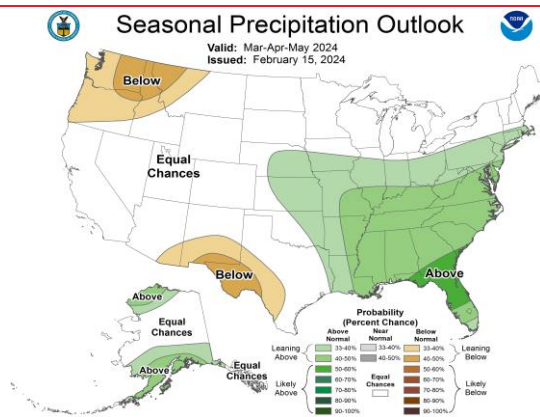 Seasonal Precipitation Outlook
NOAA
Valid: Mar-Apr-May 2024
Issued: February 15, 2024
Below
Equal
Chances
Below
Above
Above
Equal
Chances
Above
Equal
Chances
Probability
(Percent Chance)
Above Normal
Near Normal
Below Normal
Leaning Above
33-40%
33-40%
33-40%
Leaning Below
40-50%
40-50%
40-50%
Likely Above
50-60%
Equal Chances
50-60%
Likely Below
60-70%
60-70%
70-80%
70-80%
80-90%
80-90%
90-100%
90-100%